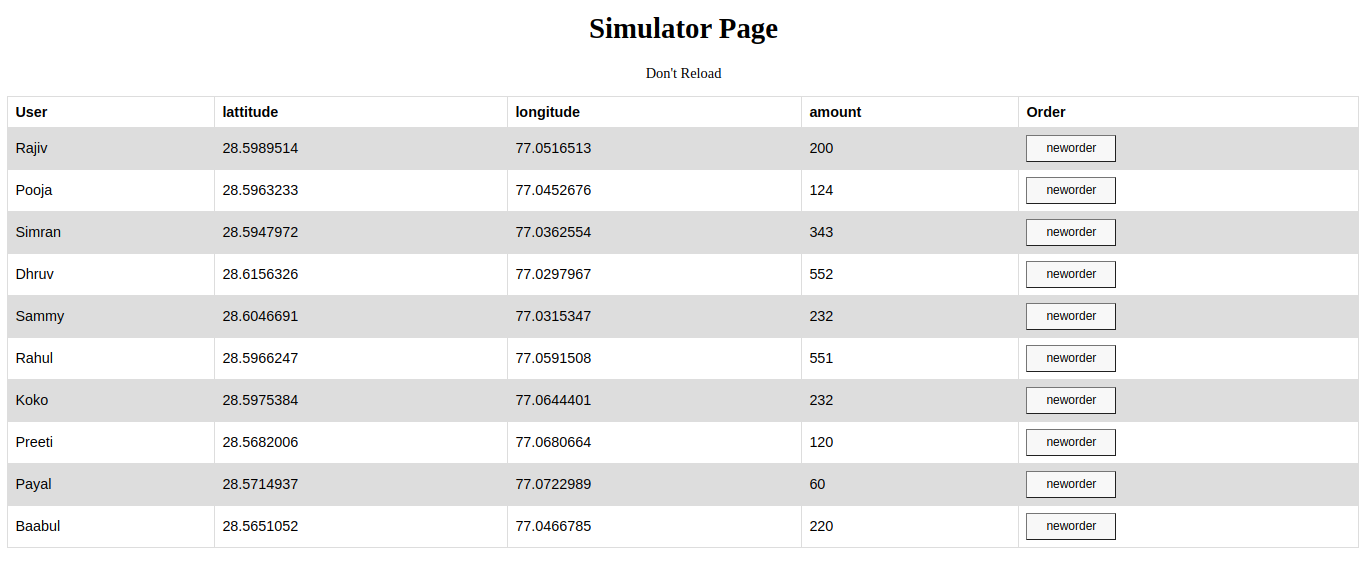 Simulator Page
Don't Reload
User lattitude longitude amount Order
Rajiv 28.5989514 77.0516513 200 neworder
Pooja 28.5963233 77.0452676 124 neworder
Simran 28.5947972 77.0362554 343 neworder
Dhruv 28.6156326 77.0297967 552 neworder
Sammy 28.6046691 77.0315347 232 neworder
Rahul 28.5966247 77.0591508 551 neworder
Koko 28.5975384 77.0644401 232 neworder
Preeti 28.5682006 77.0680664 120 neworder
Payal 28.5714937 77.0722989 60 neworder
Baabul 28.5651052 77.0466785 220 neworder